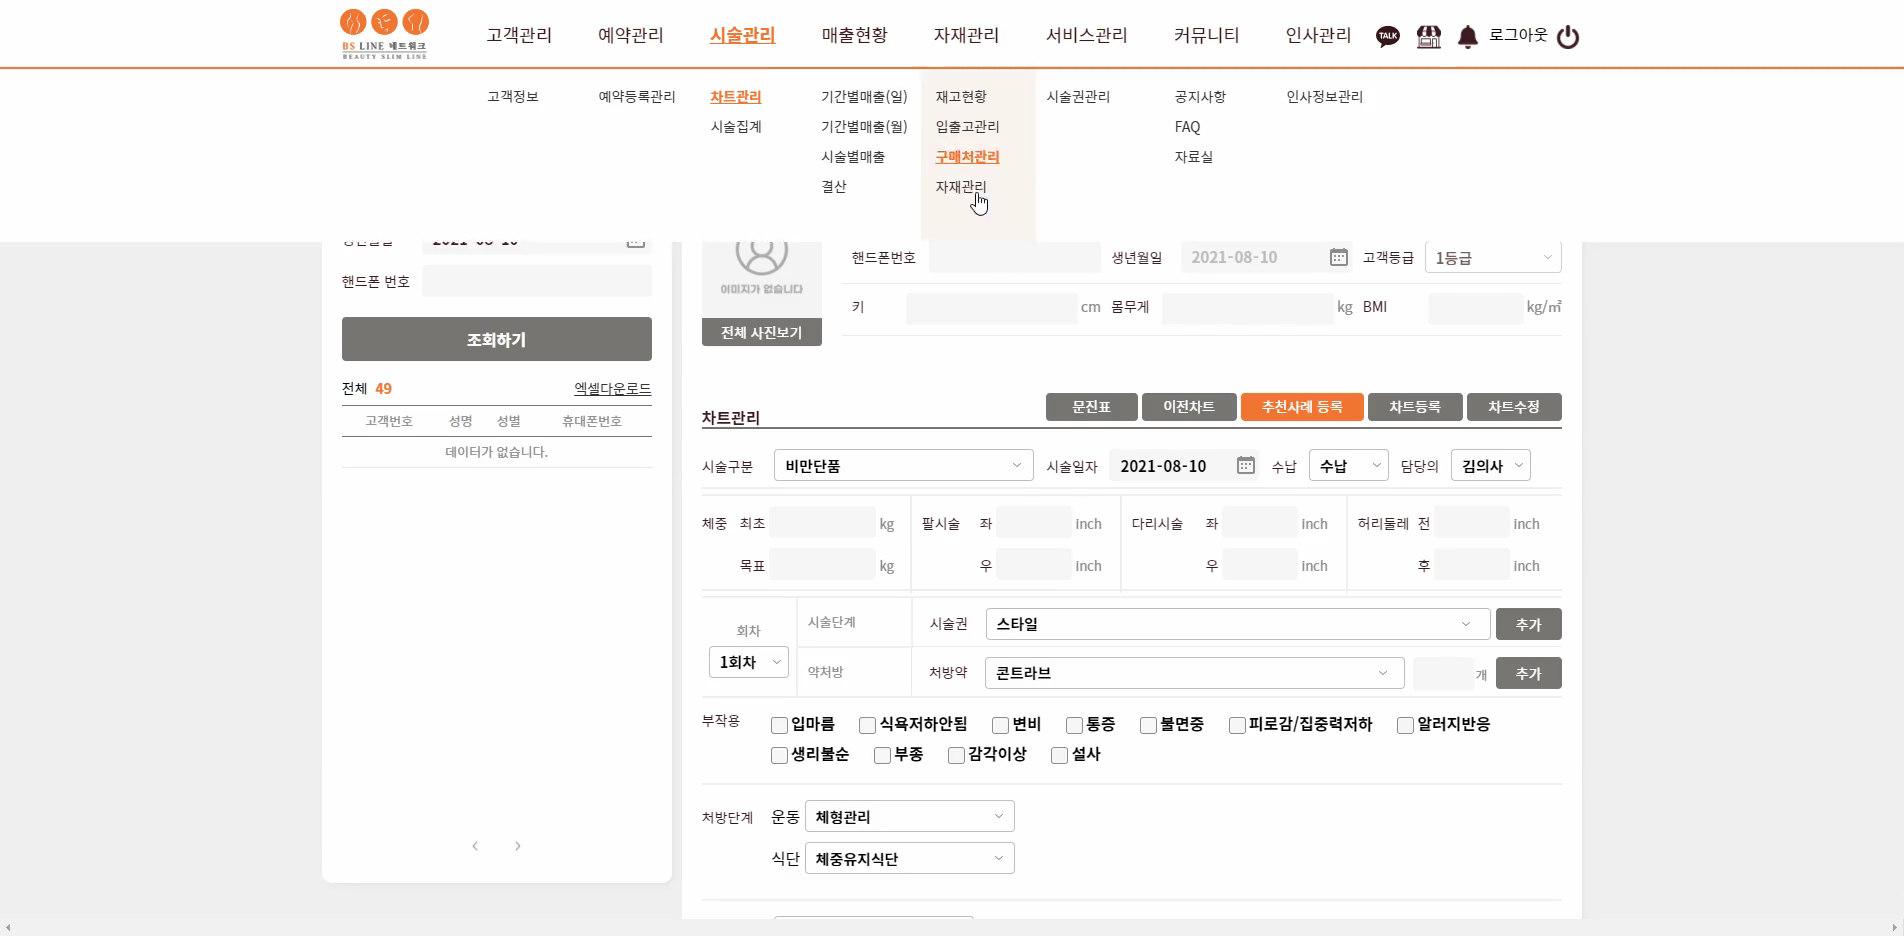 BS LINE 네트워크
BEAUTY SLIM LINE
고객관리 예약관리 시술관리 매출현황 자재관리 서비스관리 커뮤니티 인사관리 TALK 로그아웃
고객정보 예약등록관리 차트관리 기간별매출(일) 재고현황 시술권관리 공지사항 인사정보관리
시술집계 기간별매출(월) 입출고관리 FAQ
시술별매출 구매처관리 자료실
결산 자재관리
2021-08-10
핸드폰번호 생년월일 2021-08-10 고객등급 1등급
핸드폰 번호
이미지가 없습니다
키 cm 몸무게 kg BMI kg/㎡
전체 사진보기
조회하기
전체 49 엑셀다운로드
고객번호 성명 성별 휴대폰번호
데이터가 없습니다.
차트관리 문진표 이전차트 추천사례 등록 차트등록 차트수정
시술구분 비만단품 시술일자 2021-08-10 수납 수납 담당의 김의사
체중 최초 kg 팔시술 좌 inch 다리시술 좌 inch 허리둘레 전 inch
목표 kg 우 inch 우 inch 후 inch
회차 시술단계 시술권 스타일 추가
1회차 약처방 처방약 콘트라브 개 추가
부작용 입마름 식욕저하안됨 변비 통증 불면중 피로감/집중력저하 알러지반응
생리불순 부종 감각이상 설사
처방단계 운동 체형관리
식단 체중유지식단